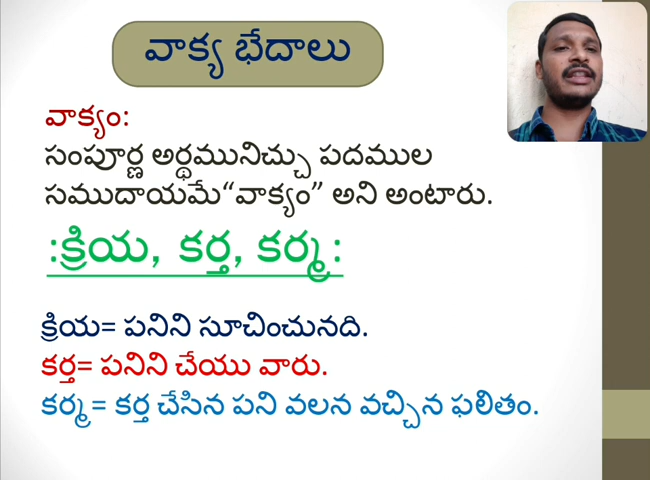 వాక్య భేదాలు
వాక్యం:
సంపూర్ణ అర్థమునిచ్చు పదముల
సముదాయమే“వాక్యం” అని అంటారు.
:క్రియ, కర్త, కర్మ:
క్రియ= పనిని సూచించునది.
కర్త= పనిని చేయు వారు.
కర్మ= కర్త చేసిన పని వలన వచ్చిన ఫలితం.